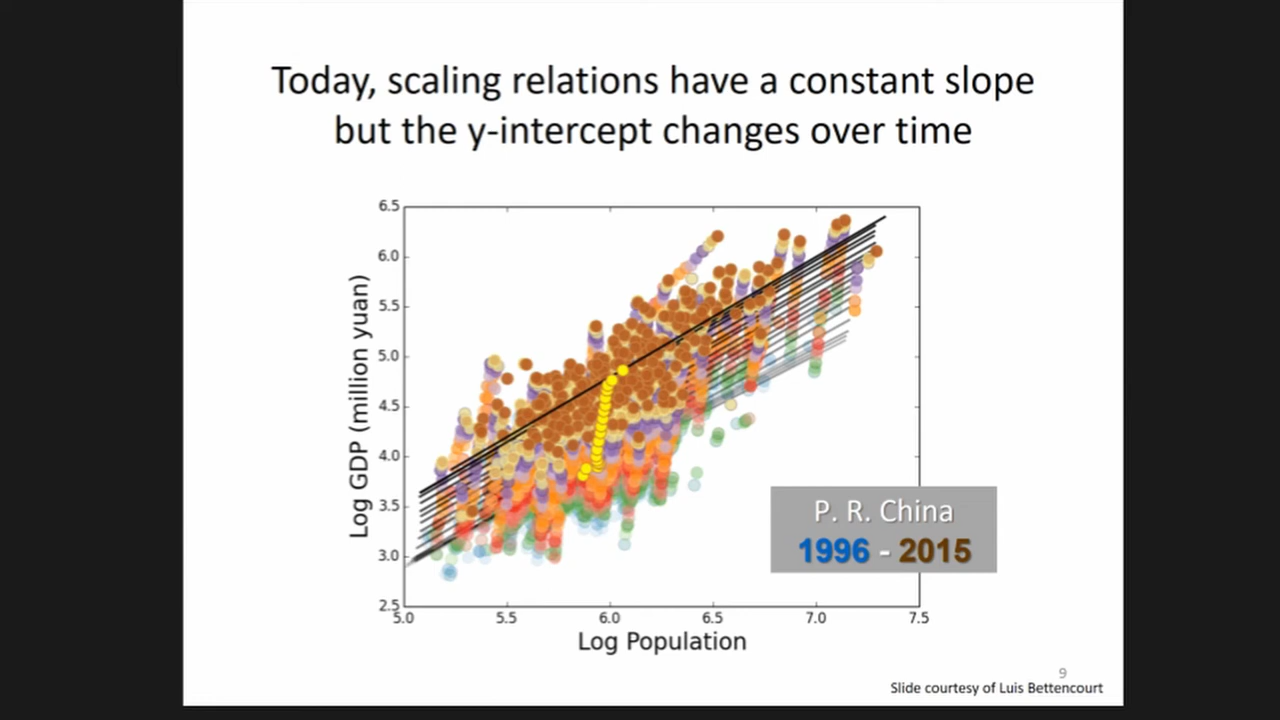 Today, scaling relations have a constant slope
but the y-intercept changes over time
6.5
6.0
5.5
5.0
4.5
4.0
3.5
3.0
2.5
Log GDP (million yuan)
5.0 5.5 6.0 6.5 7.0 7.5
Log Population
P. R. China
1996 - 2015
9
Slide courtesy of Luis Bettencourt